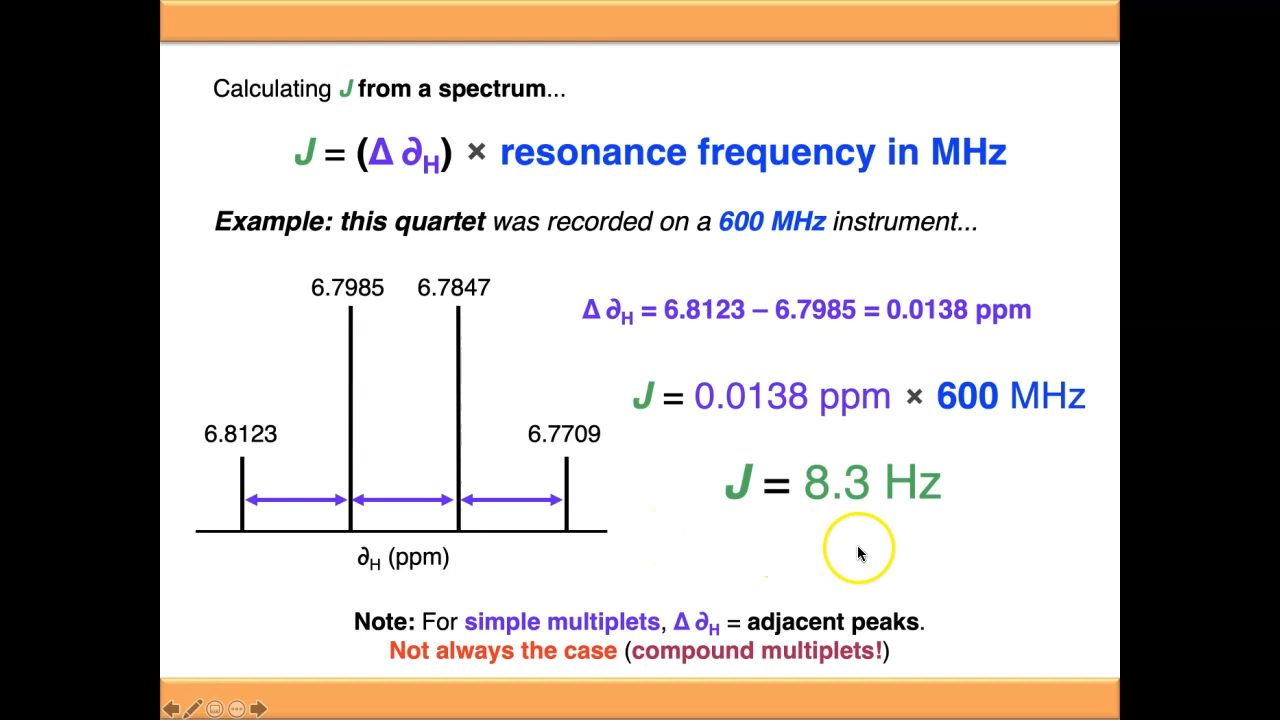 Calculating J from a spectrum...
J = (Δ ∂H) × resonance frequency in MHz
Example: this quartet was recorded on a 600 MHz instrument...
6.7985 6.7847
Δ ∂H = 6.8123 – 6.7985 = 0.0138 ppm
J = 0.0138 ppm × 600 MHz
6.8123 6.7709
J = 8.3 Hz
∂H (ppm)
Note: For simple multiplets, Δ ∂H = adjacent peaks.
Not always the case (compound multiplets!)